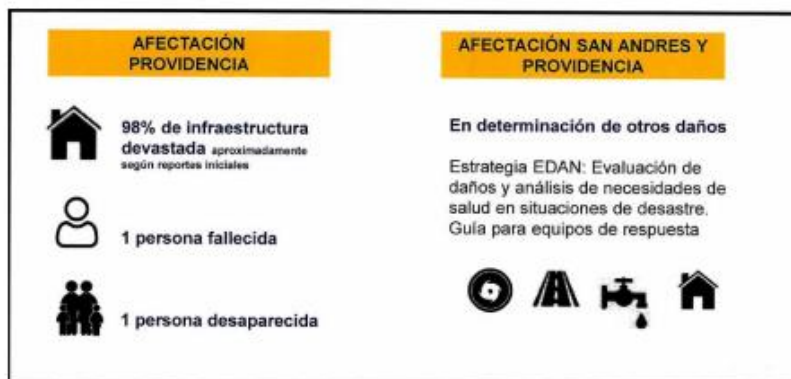 AFECTACIÓN
PROVIDENCIA
98% de infraestructura
devastada aproximadamente
según reportes iniciales
1 persona fallecida
1 persona desaparecida
AFECTACIÓN SAN ANDRES Y
PROVIDENCIA
En determinación de otros daños
Estrategia EDAN: Evaluación de
daños y análisis de necesidades de
salud en situaciones de desastre.
Guía para equipos de respuesta